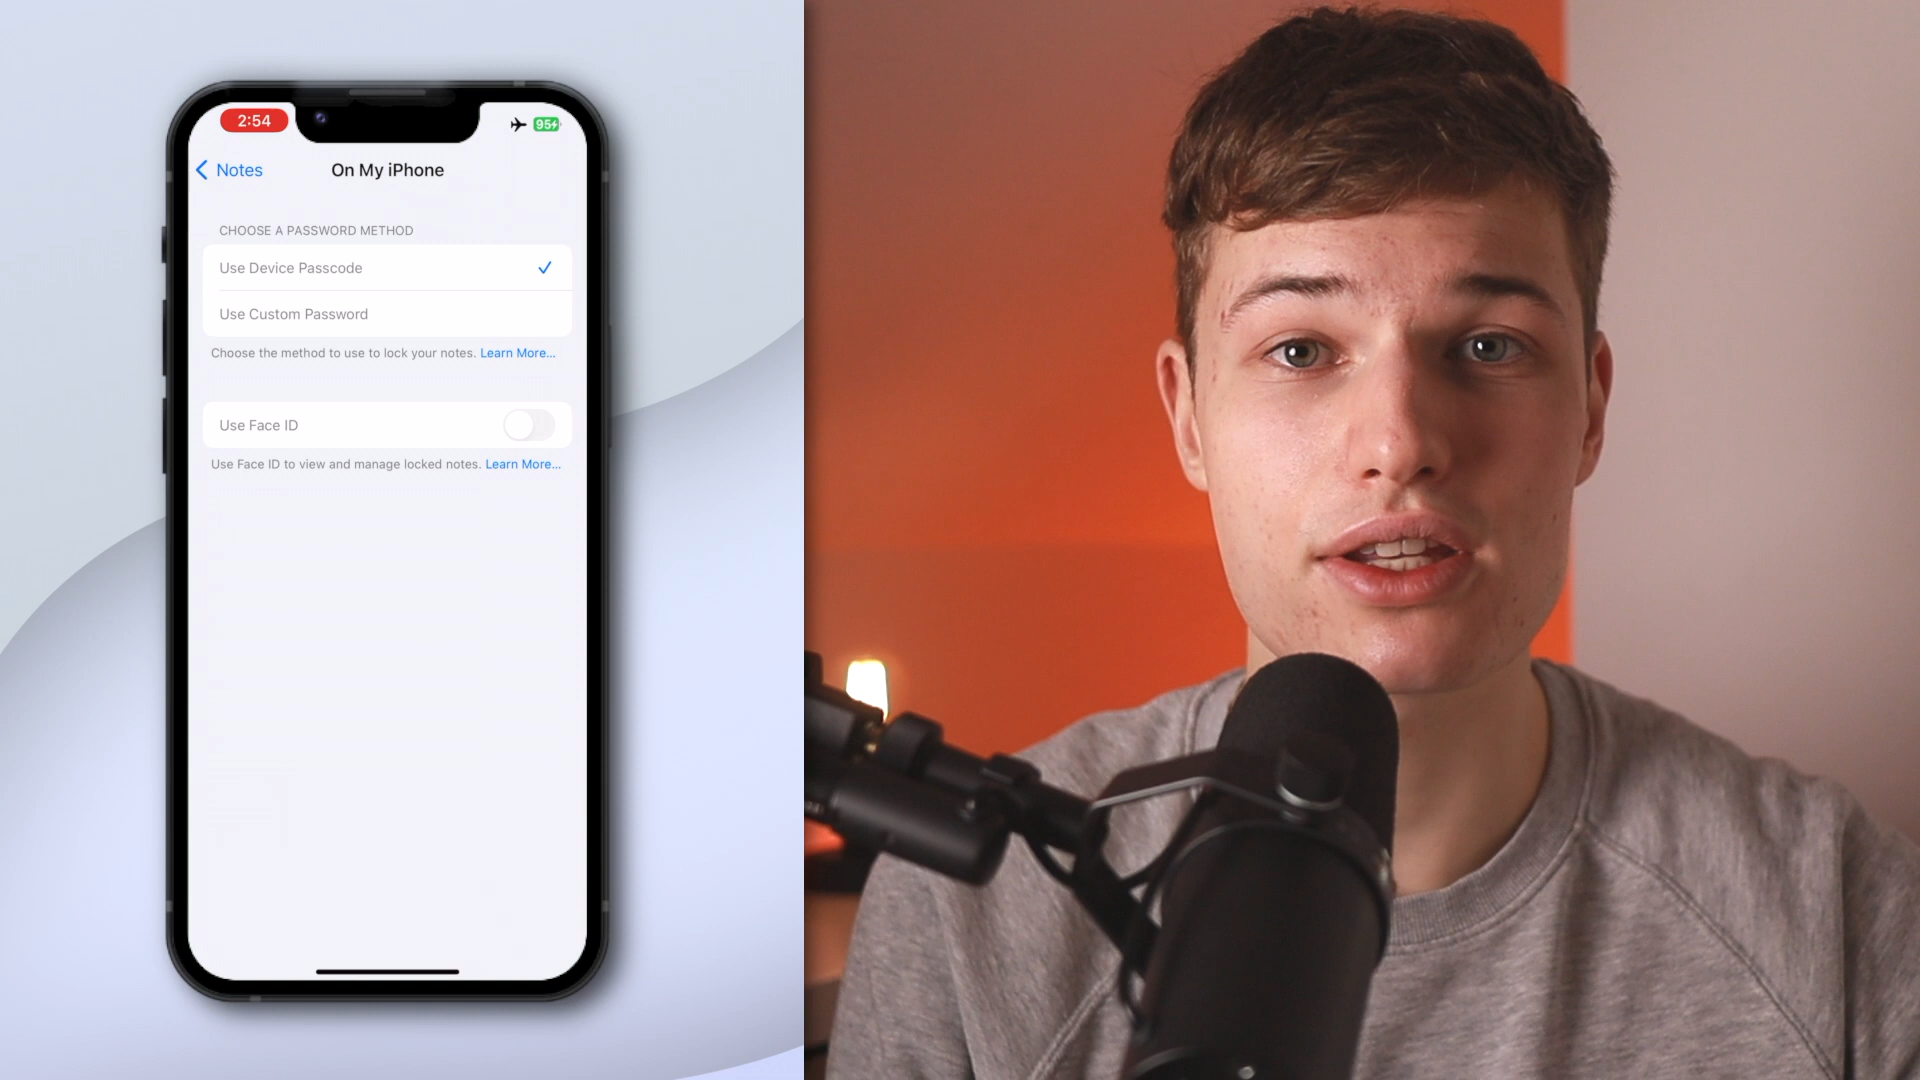 2:54
95
Notes
On My iPhone
CHOOSE A PASSWORD METHOD
Use Device Passcode
Use Custom Password
Choose the method to use to lock your notes. Learn More...
Use Face ID
Use Face ID to view and manage locked notes. Learn More...